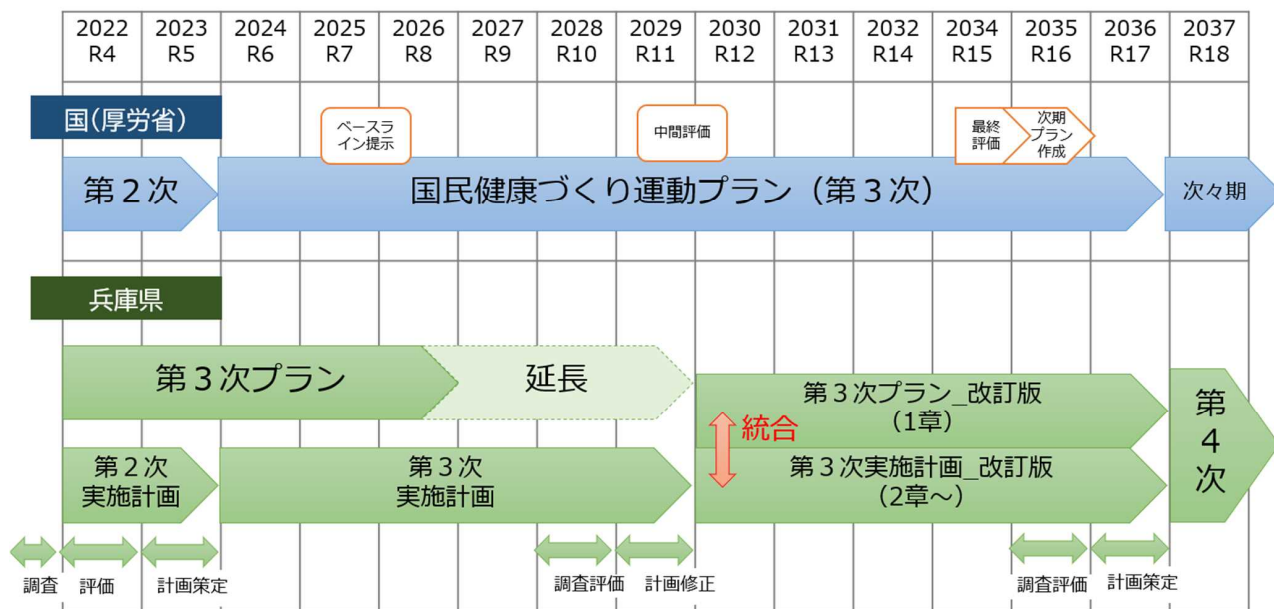 2022
R4
2023
R5
2024
R6
2025
R7
2026
R8
2027
R9
2028
R10
2029
R11
2030
R12
2031
R13
2032
R14
2034
R15
2035
R16
2036
R17
2037
R18
国(厚労省)
ベースラ
イン提示
中間評価
最終
評価
次期
プラン
作成
第２次
国民健康づくり運動プラン（第３次）
次々期
兵庫県
第３次プラン
延長
第３次プラン_改訂版
（1章）
統合
第２次
実施計画
第３次
実施計画
第３次実施計画_改訂版
（2章～）
第
４
次
調査
評価
計画策定
調査評価
計画修正
調査評価
計画策定